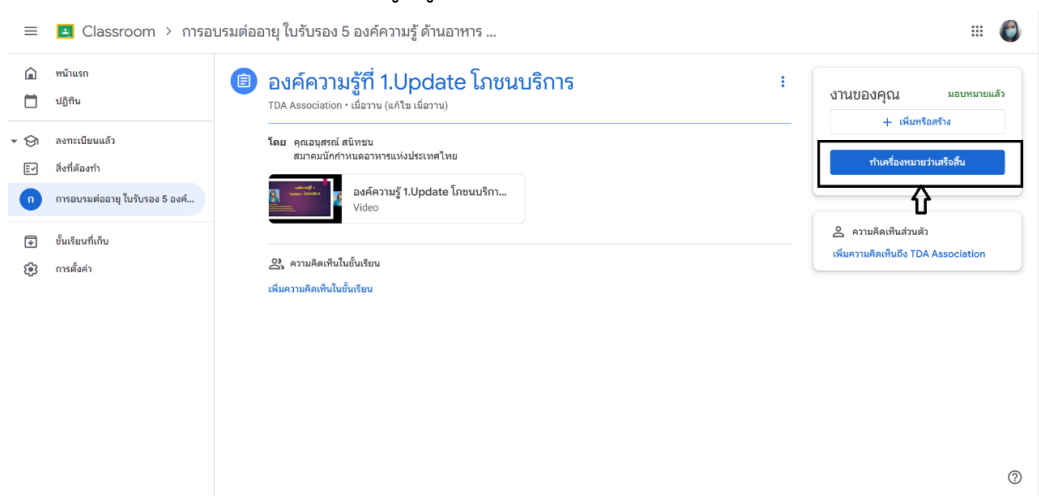 Classroom > การอบรมต่ออายุ ใบรับรอง 5 องค์ความรู้ ด้านอาหาร ...
หน้าแรก
ปฏิทิน
ลงทะเบียนแล้ว
สิ่งที่ต้องทำ
ก การอบรมต่ออายุ ใบรับรอง 5 องค์...
ชั้นเรียนที่เก็บ
การตั้งค่า
องค์ความรู้ที่ 1.Update โภชนบริการ
TDA Association • เมื่อวาน (แก้ไข เมื่อวาน)
โดย คุณอนุสรณ์ สนิทชน
สมาคมนักกำหนดอาหารแห่งประเทศไทย
องค์ความรู้ 1.Update โภชนบริกา...
Video
ความคิดเห็นในชั้นเรียน
เพิ่มความคิดเห็นในชั้นเรียน
งานของคุณ มอบหมายแล้ว
+ เพิ่มหรือสร้าง
ทำเครื่องหมายว่าเสร็จสิ้น
ความคิดเห็นส่วนตัว
เพิ่มความคิดเห็นถึง TDA Association